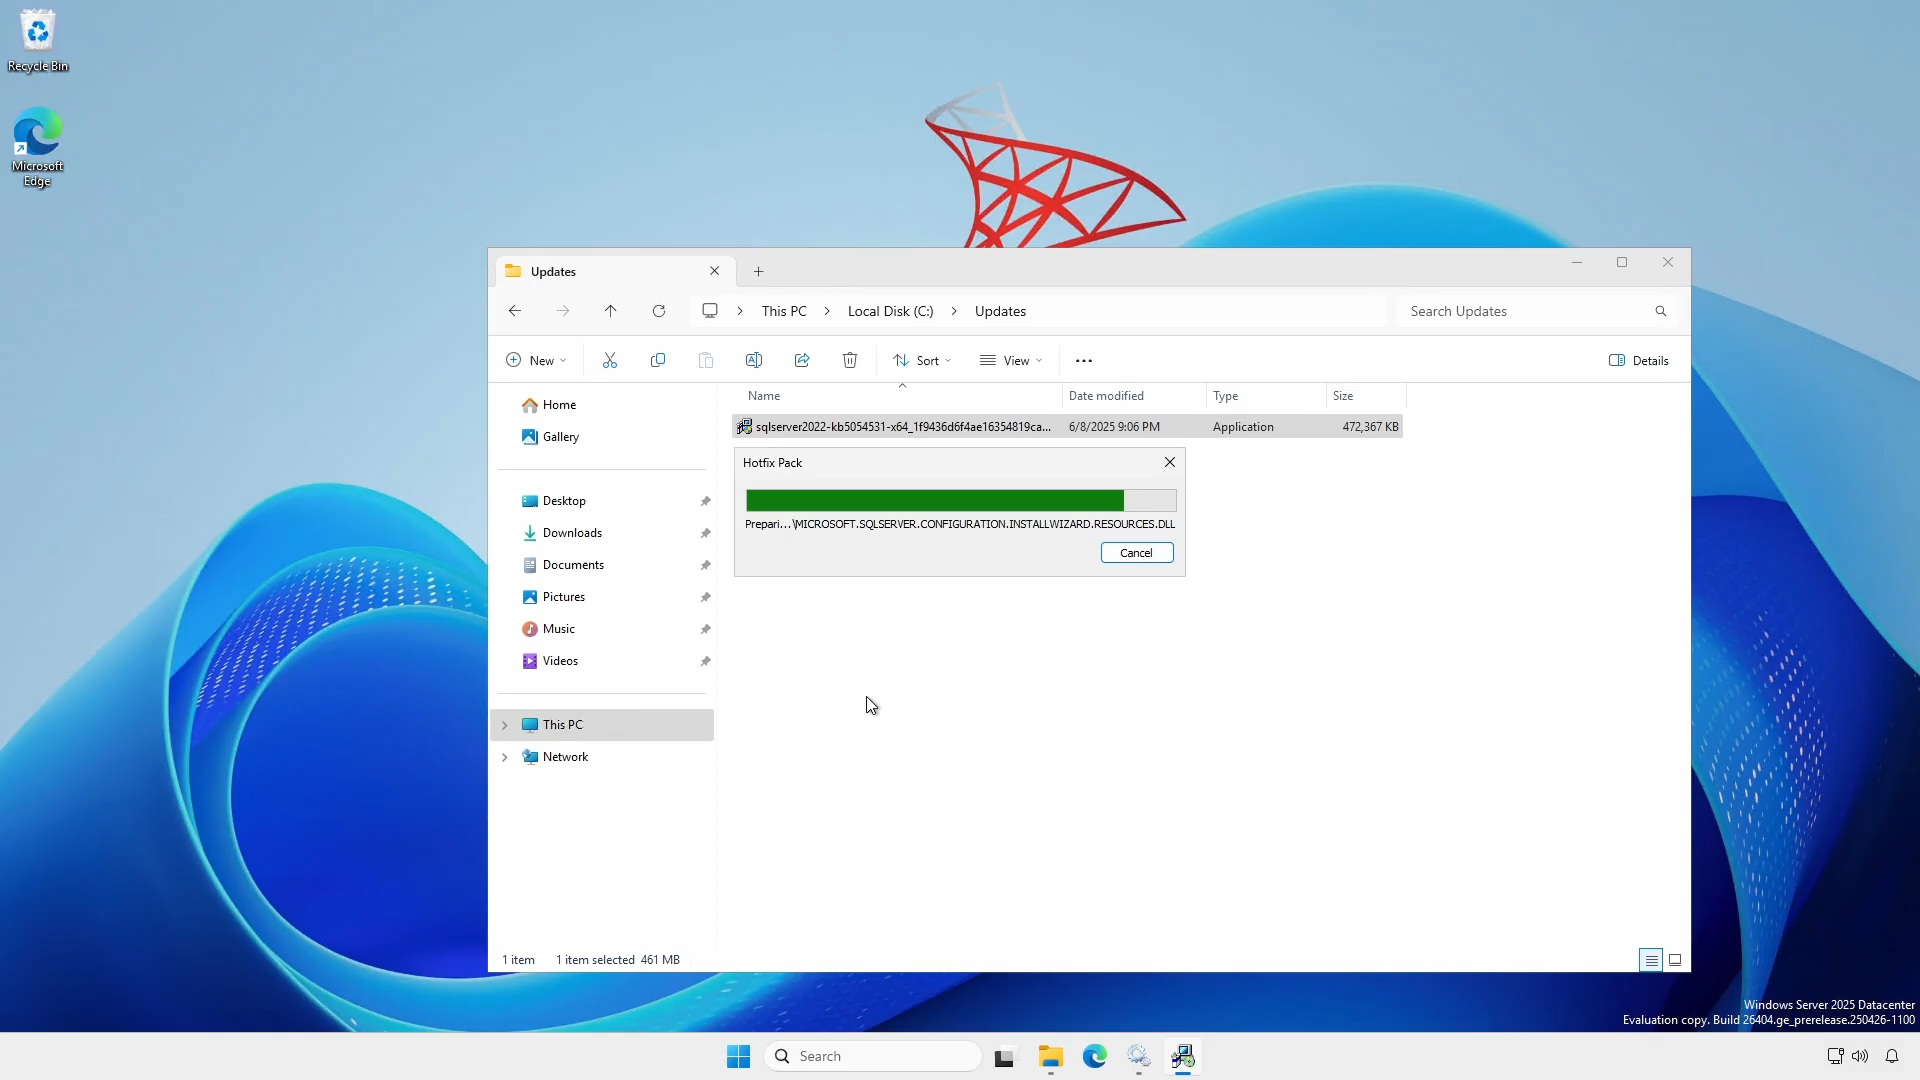 Recycle Bin
Microsoft
Edge
Updates
This PC
Local Disk (C:)
Updates
Search Updates
New
Sort
View
Details
Name
Date modified
Type
Size
Home
Gallery
Desktop
Downloads
Documents
Pictures
Music
Videos
This PC
Network
sqlserver2022-kb5054531-x64_1f9436d6f4ae16354819ca...
6/8/2025 9:06 PM
Application
472,367 KB
Hotfix Pack
Prepari...\MICROSOFT.SQLSERVER.CONFIGURATION.INSTALLWIZARD.RESOURCES.DLL
Cancel
1 item
1 item selected 461 MB
Windows Server 2025 Datacenter
Evaluation copy. Build 26404.ge_prerelease.250426-1100
Search